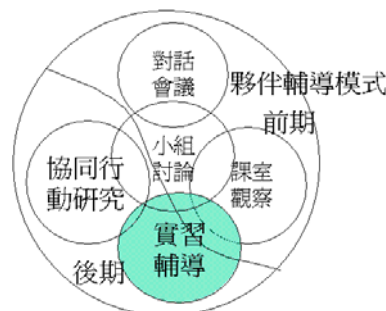 對話
會議
夥伴輔導模式
前期
小組
討論
協同行
動研究
課室
觀察
實習
輔導
後期